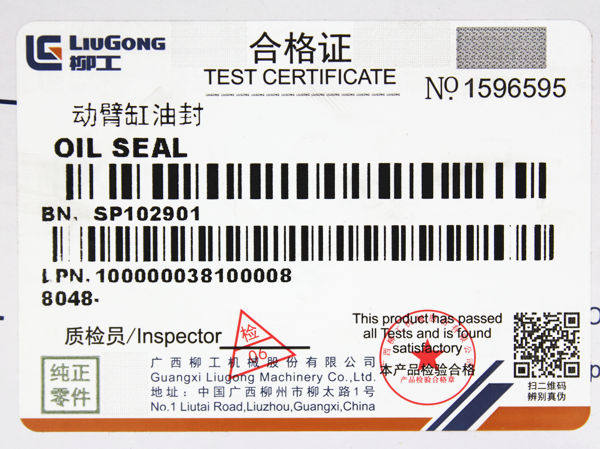 LIUGONG
柳工
合格证
TEST CERTIFICATE
No. 1596595
动臂缸油封
OIL SEAL
BN. SP102901
LPN. 100000038100008
8048-
质检员/Inspector
检
06
This product has passed
all Tests and is found
satisfactory
本产品检验合格
产品检验合格章
纯正
零件
广西柳工机械股份有限公司
Guangxi Liugong Machinery Co.,Ltd.
地址：中国广西柳州市柳太路1号
No.1 Liutai Road,Liuzhou,Guangxi,China
扫二维码
辨别真伪